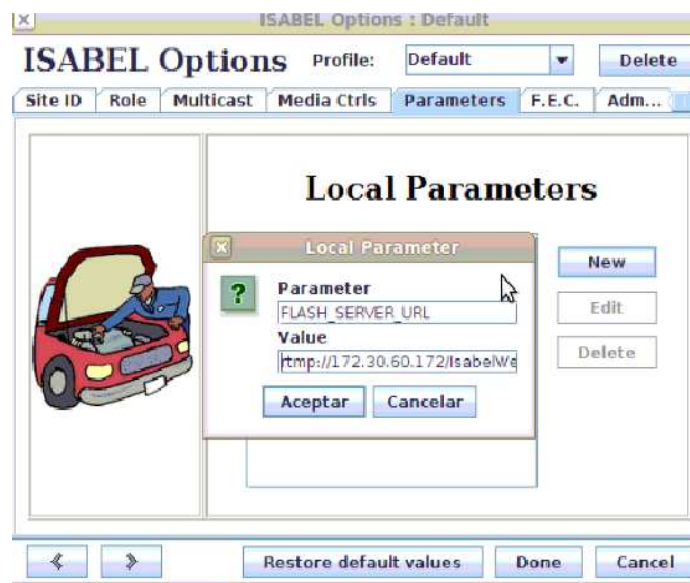 ISABEL Options : Default
ISABEL Options Profile: Default Delete
Site ID Role Multicast Media Ctrls Parameters F.E.C. Adm...
Local Parameters
Local Parameter
New
Parameter
FLASH_SERVER_URL
Edit
Value
rtmp://172.30.60.172/IsabelWe
Delete
Aceptar Cancelar
Restore default values Done Cancel